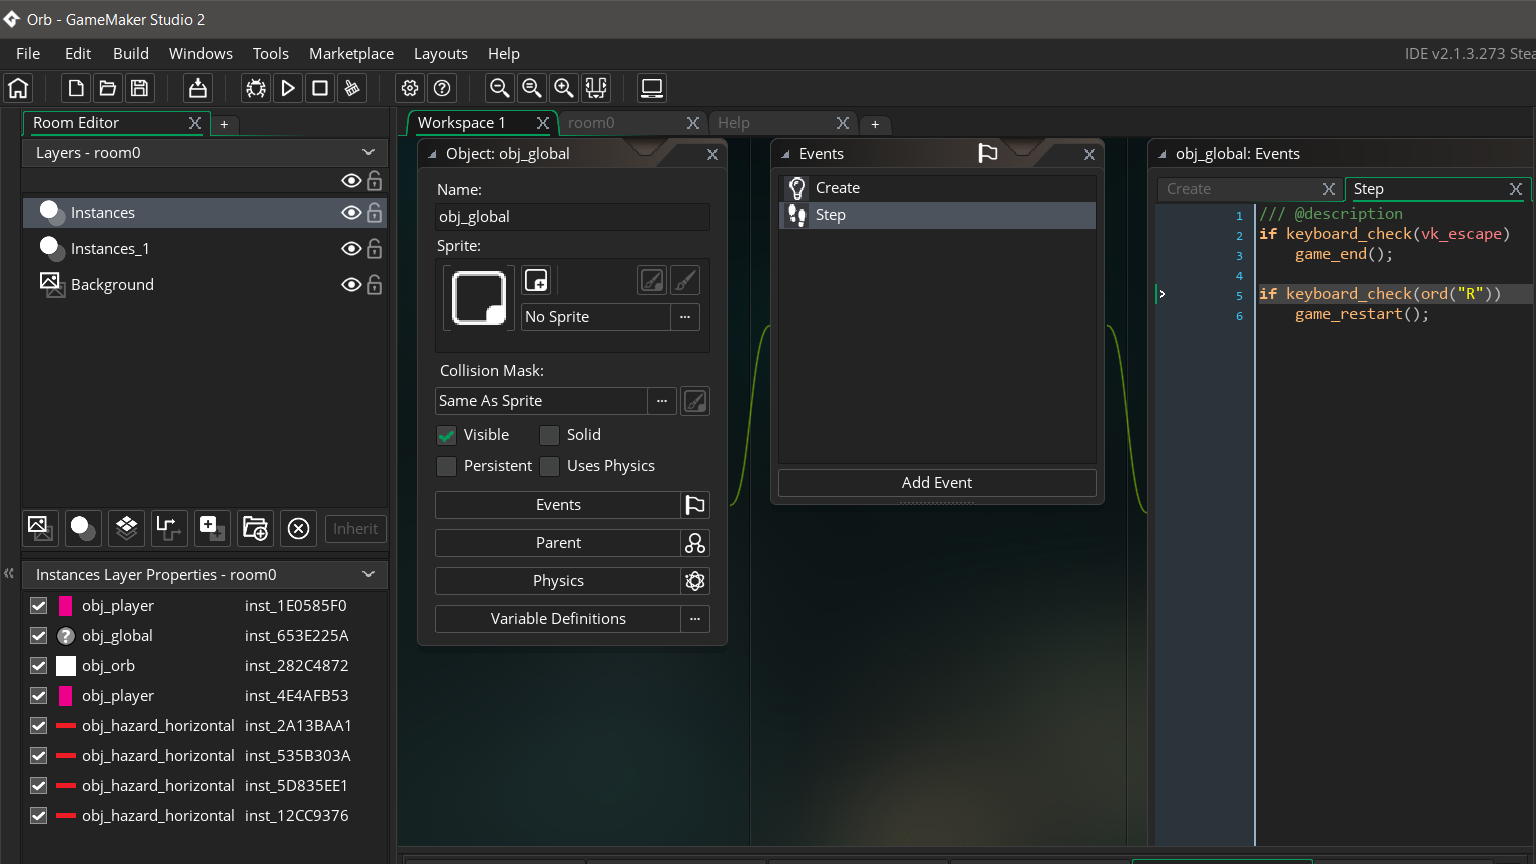 Orb - GameMaker Studio 2
File Edit Build Windows Tools Marketplace Layouts Help
IDE v2.1.3.273 Stea
Room Editor
+
Layers - room0
Instances
Instances_1
Background
Inherit
Instances Layer Properties - room0
obj_player inst_1E0585F0
obj_global inst_653E225A
obj_orb inst_282C4872
obj_player inst_4E4AFB53
obj_hazard_horizontal inst_2A13BAA1
obj_hazard_horizontal inst_535B303A
obj_hazard_horizontal inst_5D835EE1
obj_hazard_horizontal inst_12CC9376
Workspace 1
room0
Help
+
Object: obj_global
Name:
obj_global
Sprite:
No Sprite ...
Collision Mask:
Same As Sprite ...
Visible Solid
Persistent Uses Physics
Events
Parent
Physics
Variable Definitions ...
Events
Create
Step
Add Event
obj_global: Events
Create
Step
1 /// @description
2 if keyboard_check(vk_escape)
3 game_end();
4
5 if keyboard_check(ord("R"))
6 game_restart();